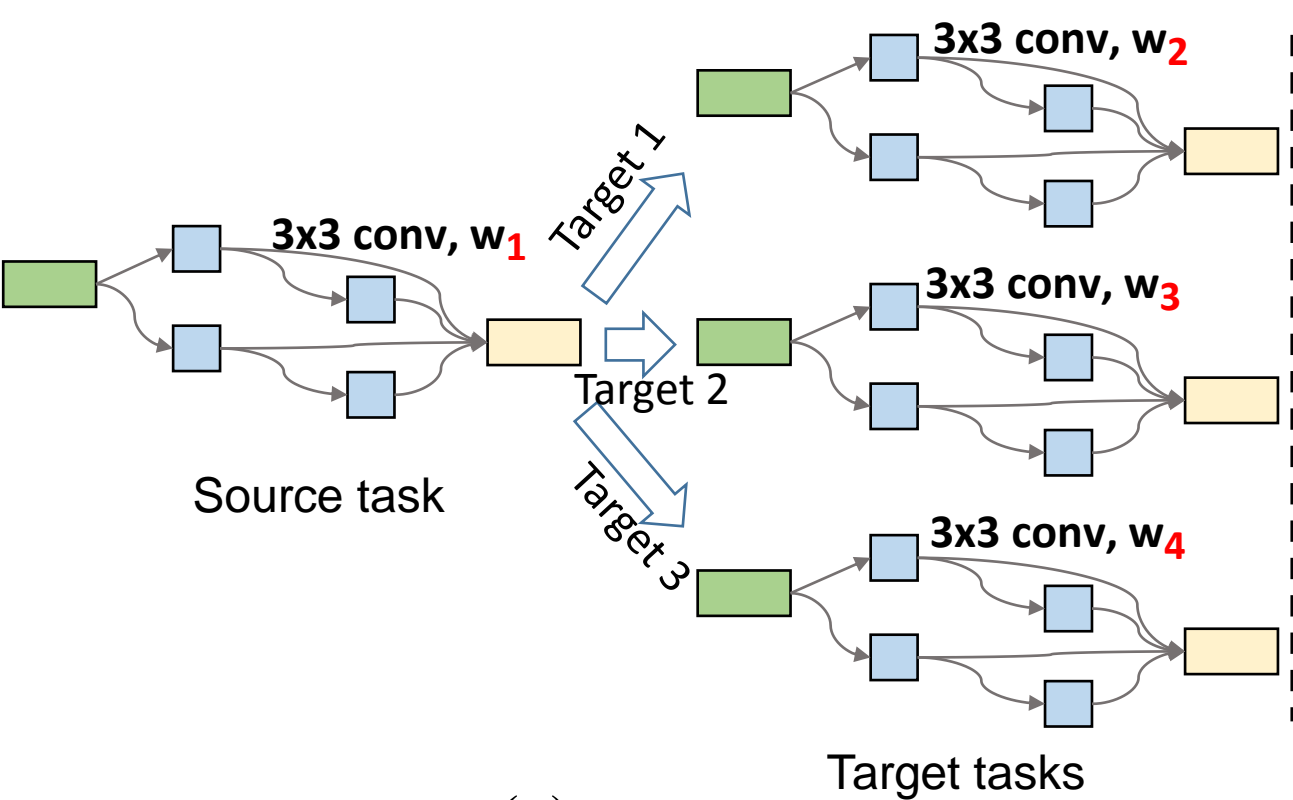 3x3 conv, w2
Target 1
3x3 conv, w1
3x3 conv, w3
Target 2
Source task
Target 3
3x3 conv, w4
Target tasks